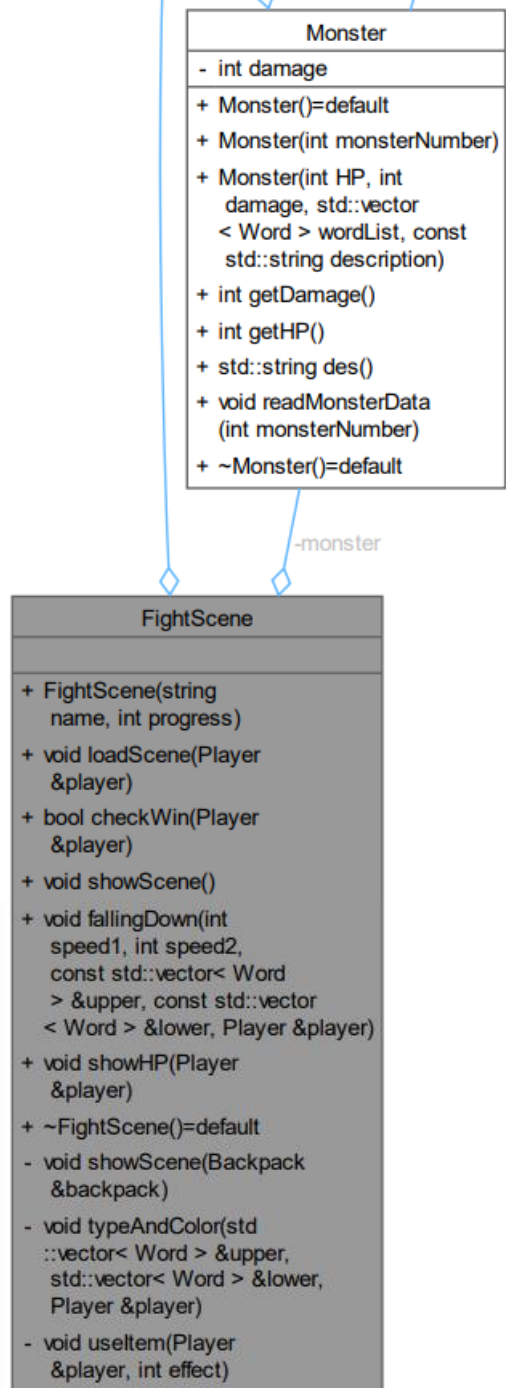 Monster
- int damage
+ Monster()=default
+ Monster(int monsterNumber)
+ Monster(int HP, int
damage, std::vector
< Word > wordList, const
std::string description)
+ int getDamage()
+ int getHP()
+ std::string des()
+ void readMonsterData
(int monsterNumber)
+ ~Monster()=default
-monster
FightScene
+ FightScene(string
name, int progress)
+ void loadScene(Player
&player)
+ bool checkWin(Player
&player)
+ void showScene()
+ void fallingDown(int
speed1, int speed2,
const std::vector< Word
> &upper, const std::vector
< Word > &lower, Player &player)
+ void showHP(Player
&player)
+ ~FightScene()=default
- void showScene(Backpack
&backpack)
- void typeAndColor(std
::vector< Word > &upper,
std::vector< Word > &lower,
Player &player)
- void useItem(Player
&player, int effect)